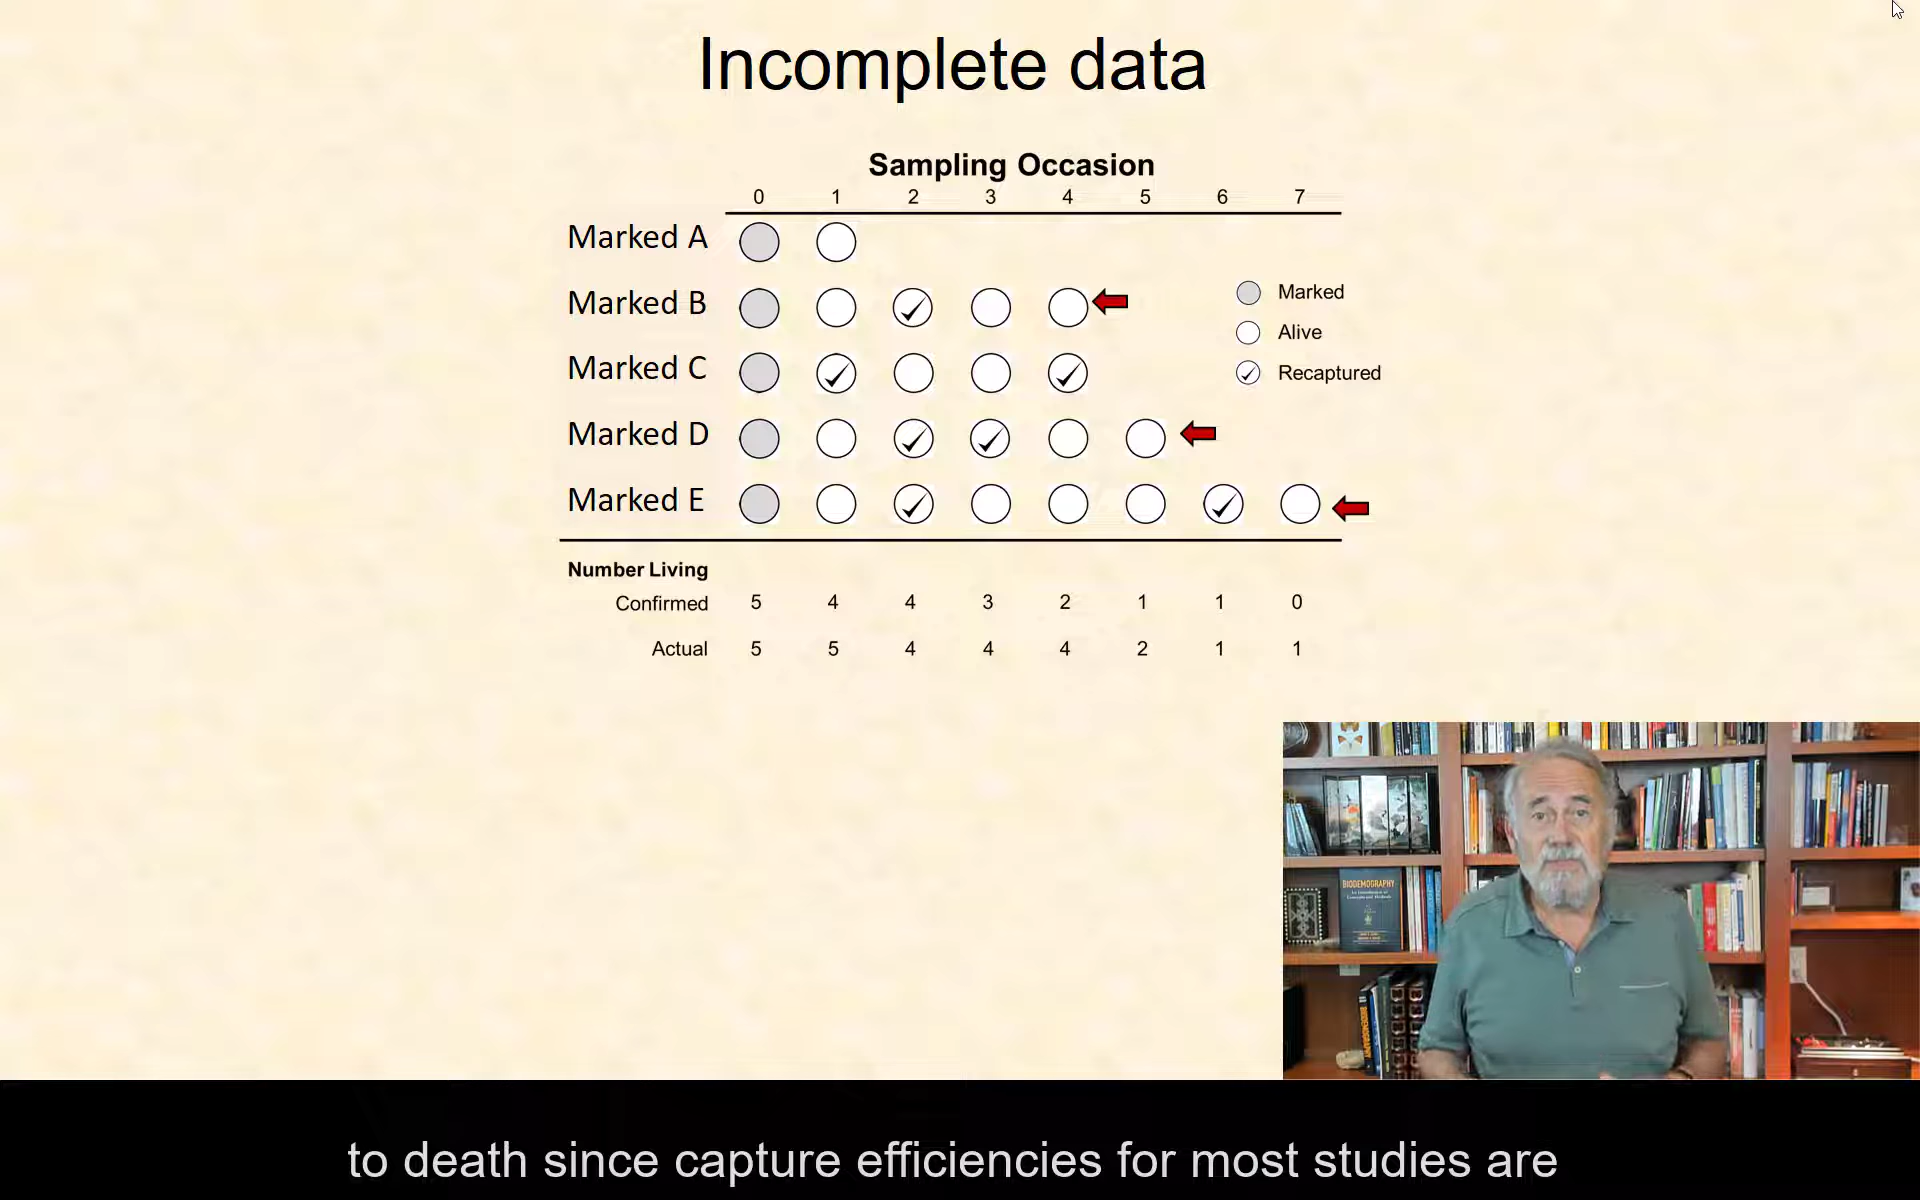 Incomplete data
Sampling Occasion
0 1 2 3 4 5 6 7
Marked A
Marked B
Marked C
Marked D
Marked E
Marked
Alive
Recaptured
Number Living
Confirmed 5 4 4 3 2 1 1 0
Actual 5 5 4 4 4 2 1 1
BIODEMOGRAPHY
to death since capture efficiencies for most studies are